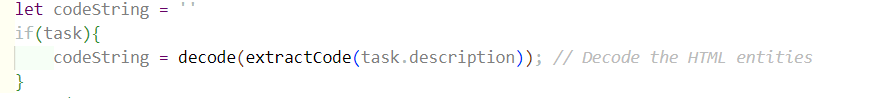 let codeString = ''
if(task){
    codeString = decode(extractCode(task.description)); // Decode the HTML entities
}